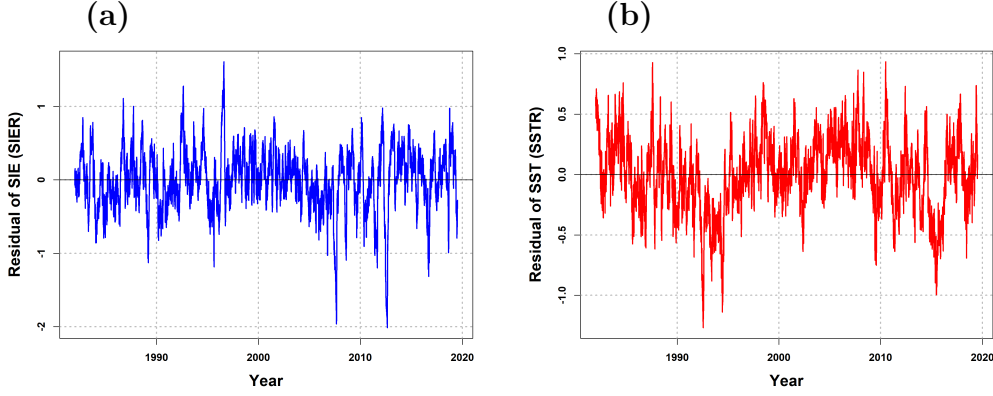 (a)
Residual of SIE (SIER)
1
0
-1
-2
1990
2000
2010
2020
Year
(b)
Residual of SST (SSTR)
1.0
0.5
0.0
-0.5
-1.0
1990
2000
2010
2020
Year